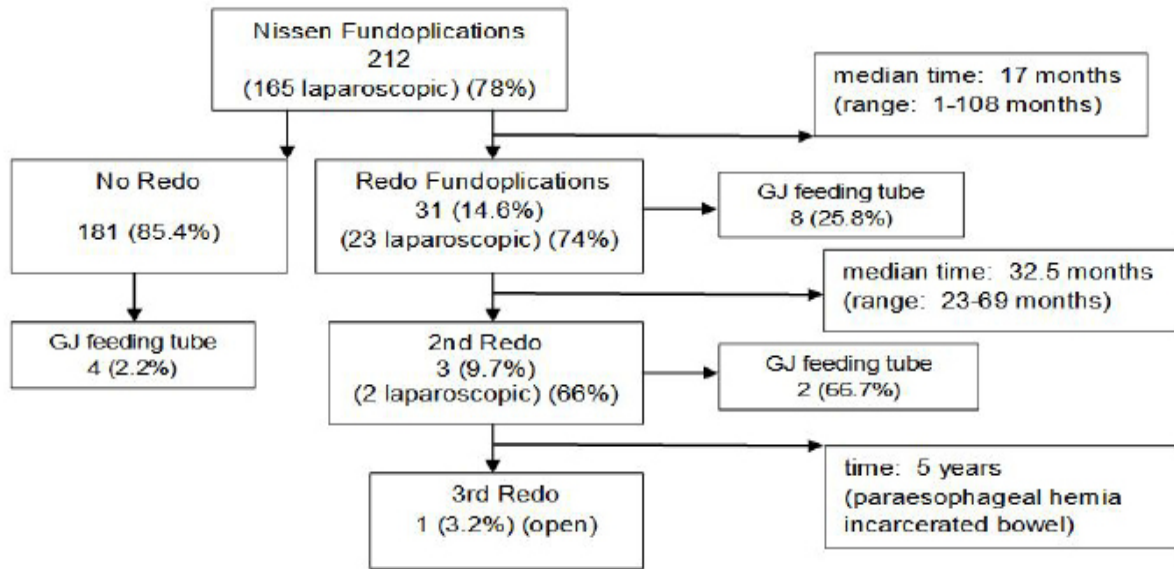 Nissen Fundoplications
212
(165 laparoscopic) (78%)
median time: 17 months
(range: 1-108 months)
No Redo
181 (85.4%)
Redo Fundoplications
31 (14.6%)
(23 laparoscopic) (74%)
GJ feeding tube
8 (25.8%)
median time: 32.5 months
(range: 23-69 months)
GJ feeding tube
4 (2.2%)
2nd Redo
3 (9.7%)
(2 laparoscopic) (66%)
GJ feeding tube
2 (66.7%)
time: 5 years
(paraesophageal hernia
incarcerated bowel)
3rd Redo
1 (3.2%) (open)